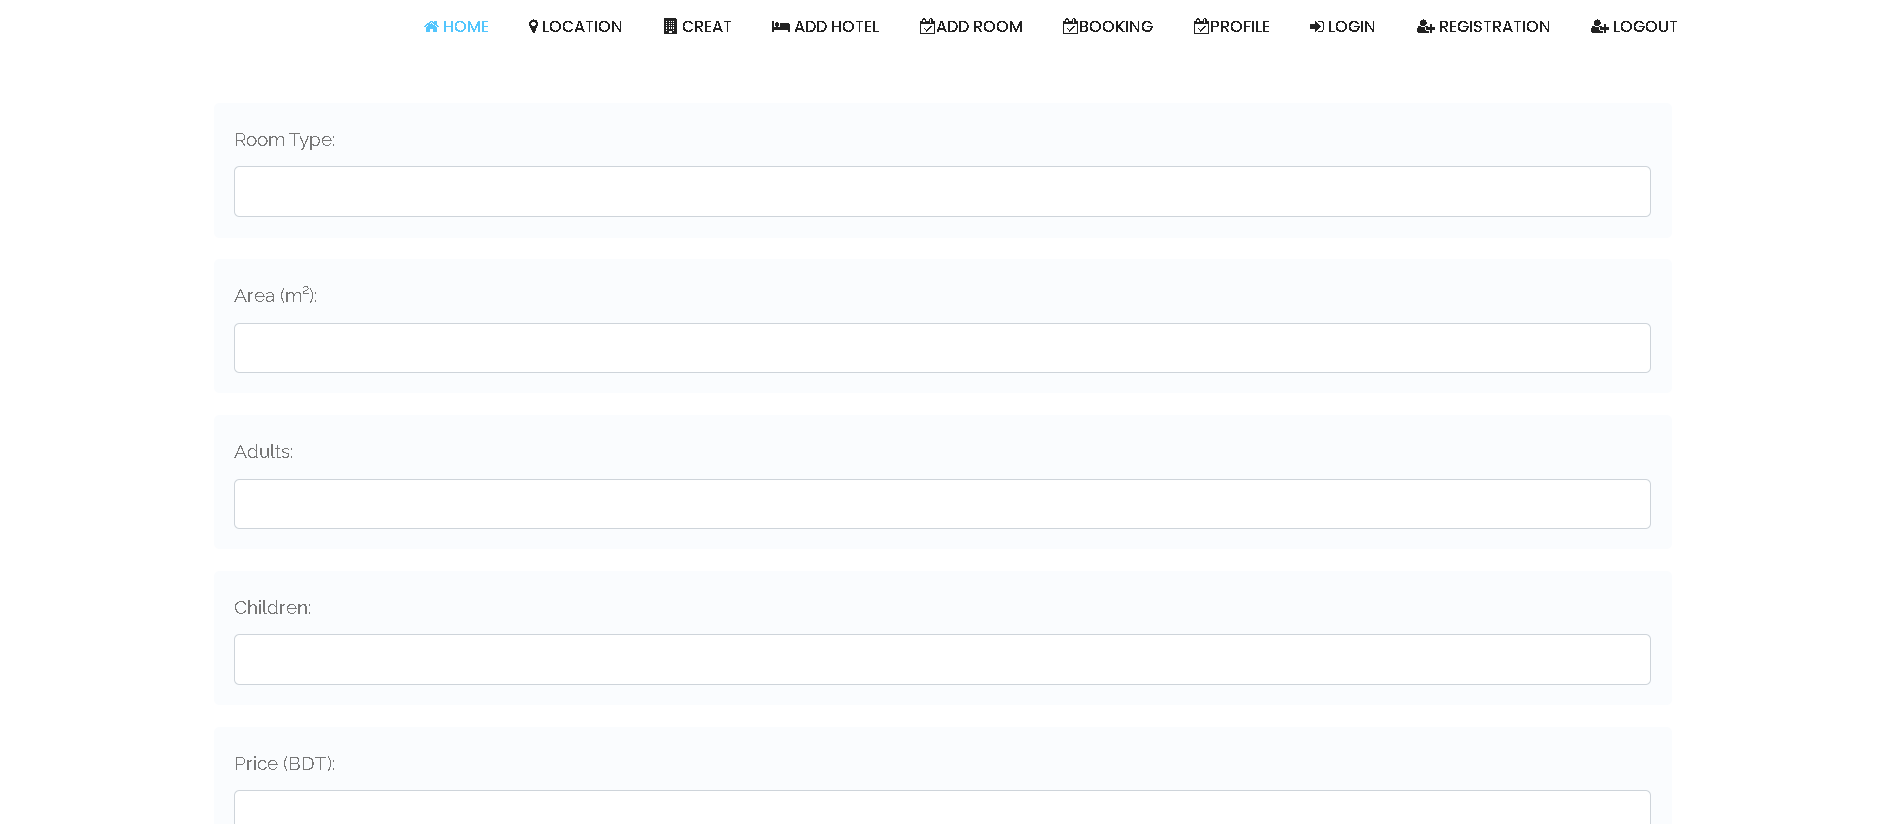 HOME LOCATION CREAT ADD HOTEL ADD ROOM BOOKING PROFILE LOGIN REGISTRATION LOGOUT
Room Type:
Area (m²):
Adults:
Children:
Price (BDT):